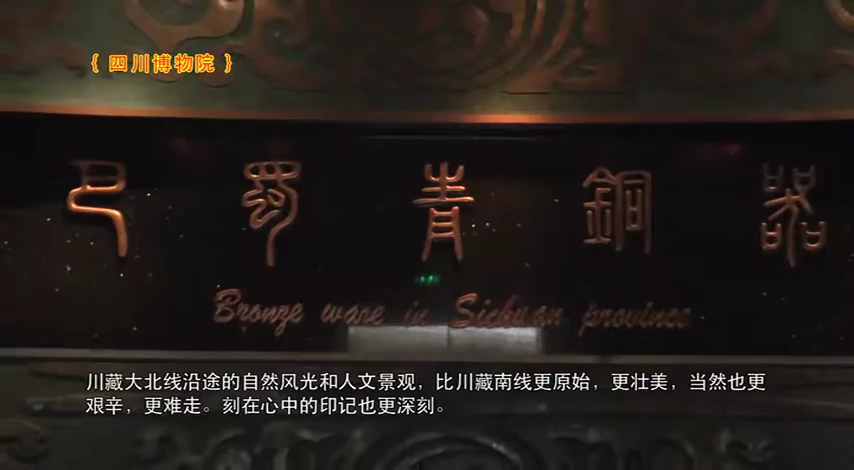 { 四川博物院 }
巴蜀青銅器
Bronze ware in Sichuan province
川藏大北线沿途的自然风光和人文景观，比川藏南线更原始，更壮美，当然也更
艰辛，更难走。刻在心中的印记也更深刻。